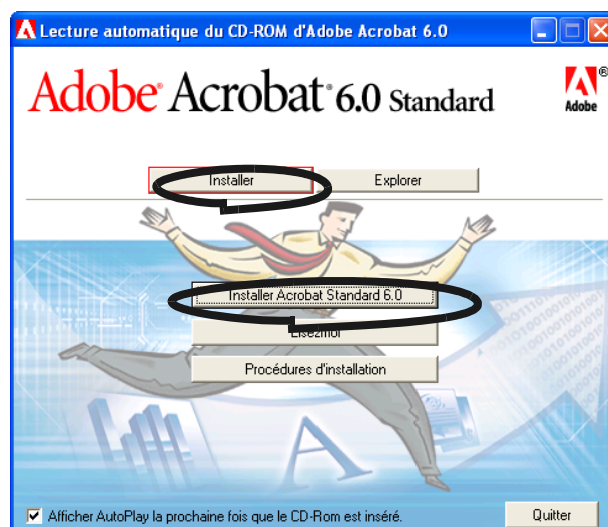 Lecture automatique du CD-ROM d'Adobe Acrobat 6.0
Adobe® Acrobat® 6.0 Standard
®
Adobe
Installer
Explorer
Installer Acrobat Standard 6.0
Lisezmoi
Procédures d'installation
Afficher AutoPlay la prochaine fois que le CD-Rom est inséré.
Quitter